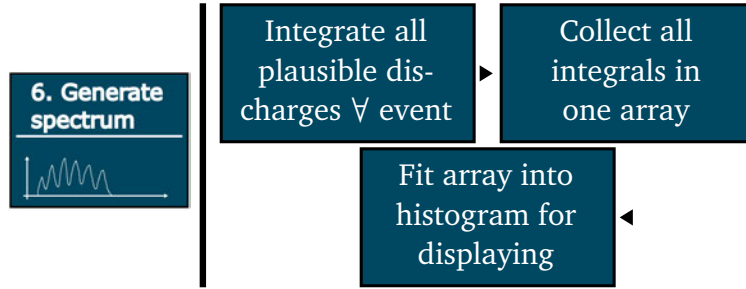 6. Generate
spectrum
Integrate all
plausible dis-
charges ∀ event
Collect all
integrals in
one array
Fit array into
histogram for
displaying